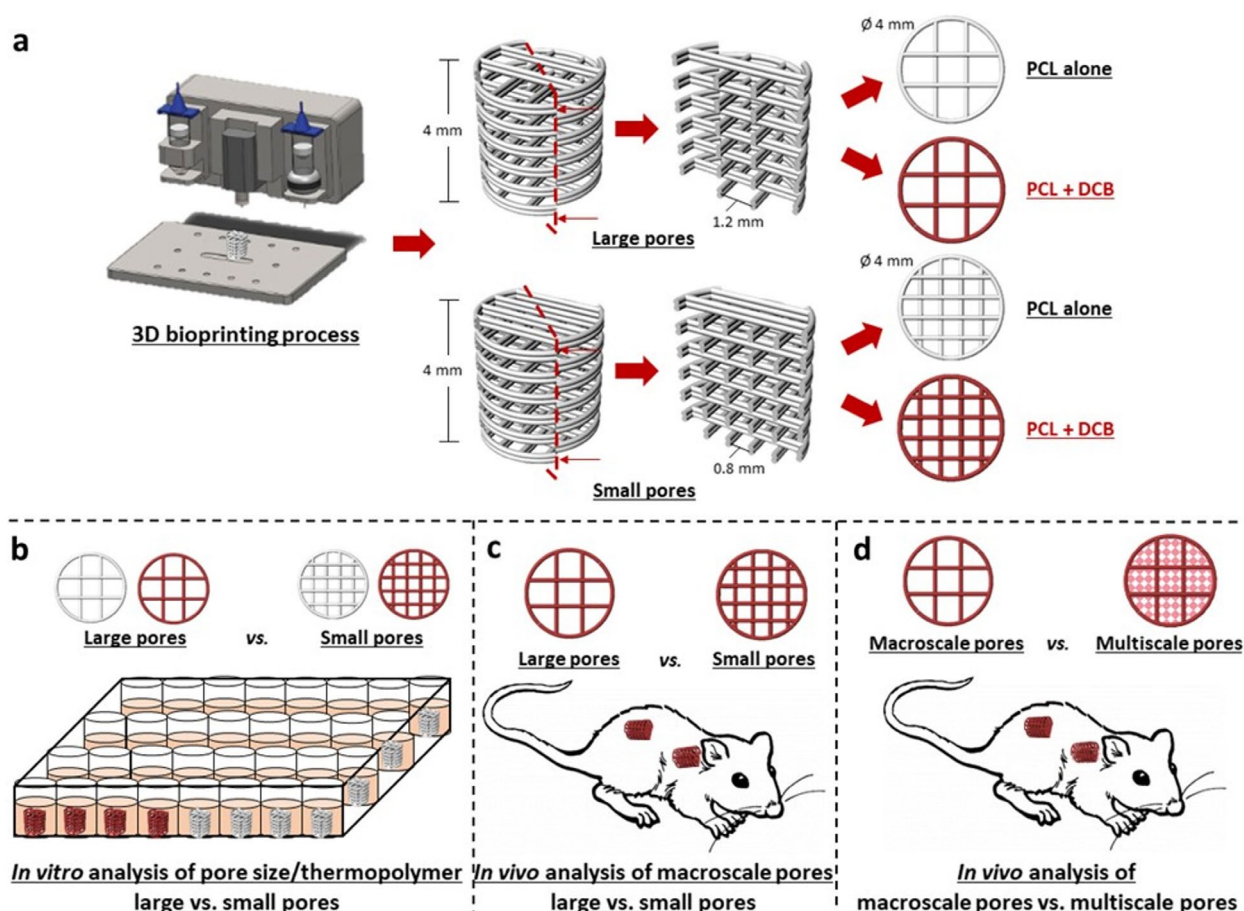 a
3D bioprinting process
4 mm
1.2 mm
Large pores
4 mm
0.8 mm
Small pores
Ø 4 mm
PCL alone
PCL + DCB
Ø 4 mm
PCL alone
PCL + DCB
b
Large pores vs. Small pores
In vitro analysis of pore size/thermopolymer
large vs. small pores
c
Large pores vs. Small pores
In vivo analysis of macroscale pores
large vs. small pores
d
Macroscale pores vs. Multiscale pores
In vivo analysis of
macroscale pores vs. multiscale pores